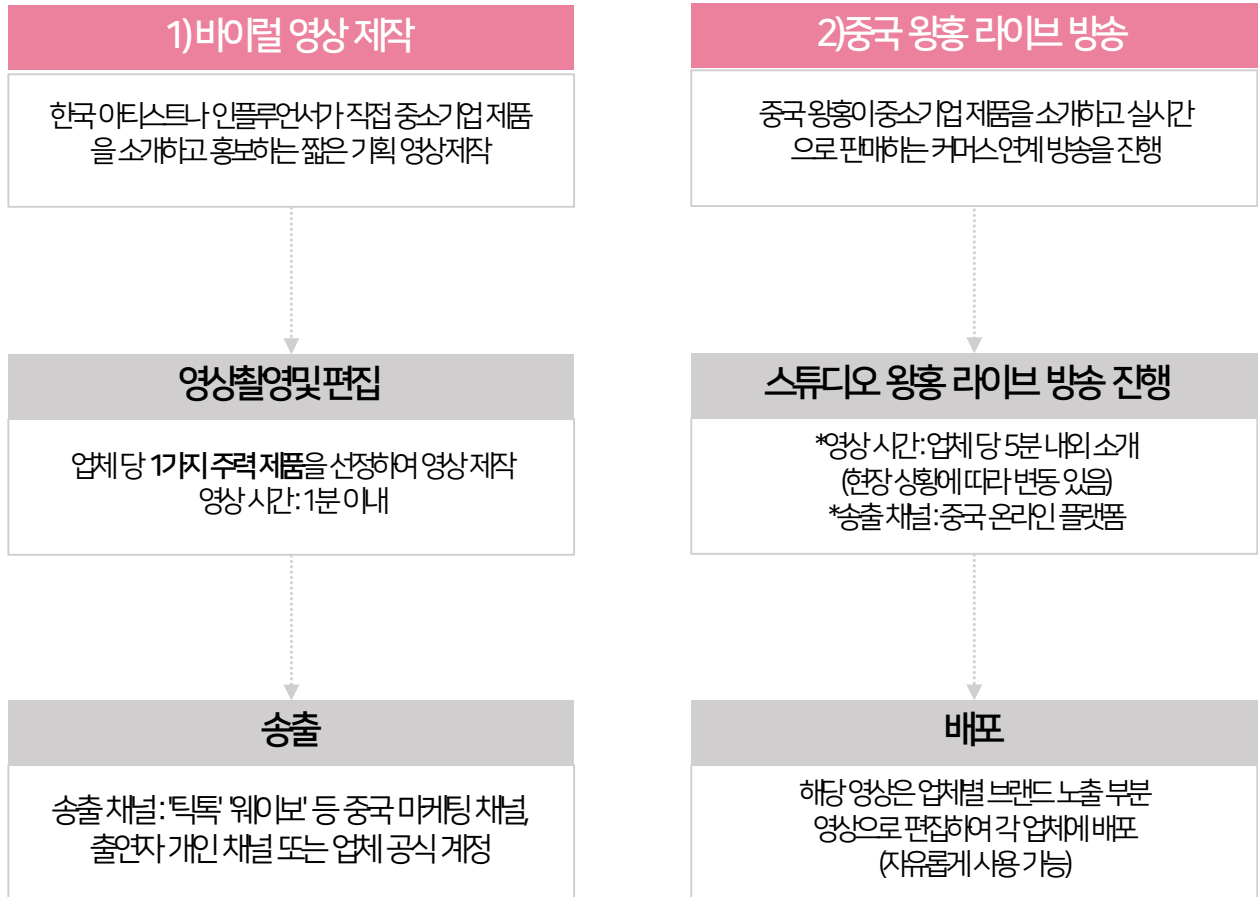 1)바이럴 영상 제작
한국 아티스트나 인플루언서가 직접 중소기업 제품
을 소개하고 홍보하는 짧은 기획 영상제작
영상촬영및편집
업체 당 1가지 주력 제품을 선정하여 영상 제작
영상 시간 : 1분 이내
송출
송출 채널 : '틱톡' '웨이보' 등 중국 마케팅 채널,
출연자 개인 채널 또는 업체 공식 계정
2)중국 왕홍 라이브 방송
중국 왕홍이 중소기업 제품을 소개하고 실시간
으로 판매하는 커머스 연계 방송을 진행
스튜디오 왕홍 라이브 방송 진행
*영상 시간 : 업체 당 5분 내외 소개
(현장 상황에 따라 변동 있음)
*송출 채널 : 중국 온라인 플랫폼
배포
해당 영상은 업체별 브랜드 노출 부분
영상으로 편집하여 각 업체에 배포
(자유롭게 사용 가능)